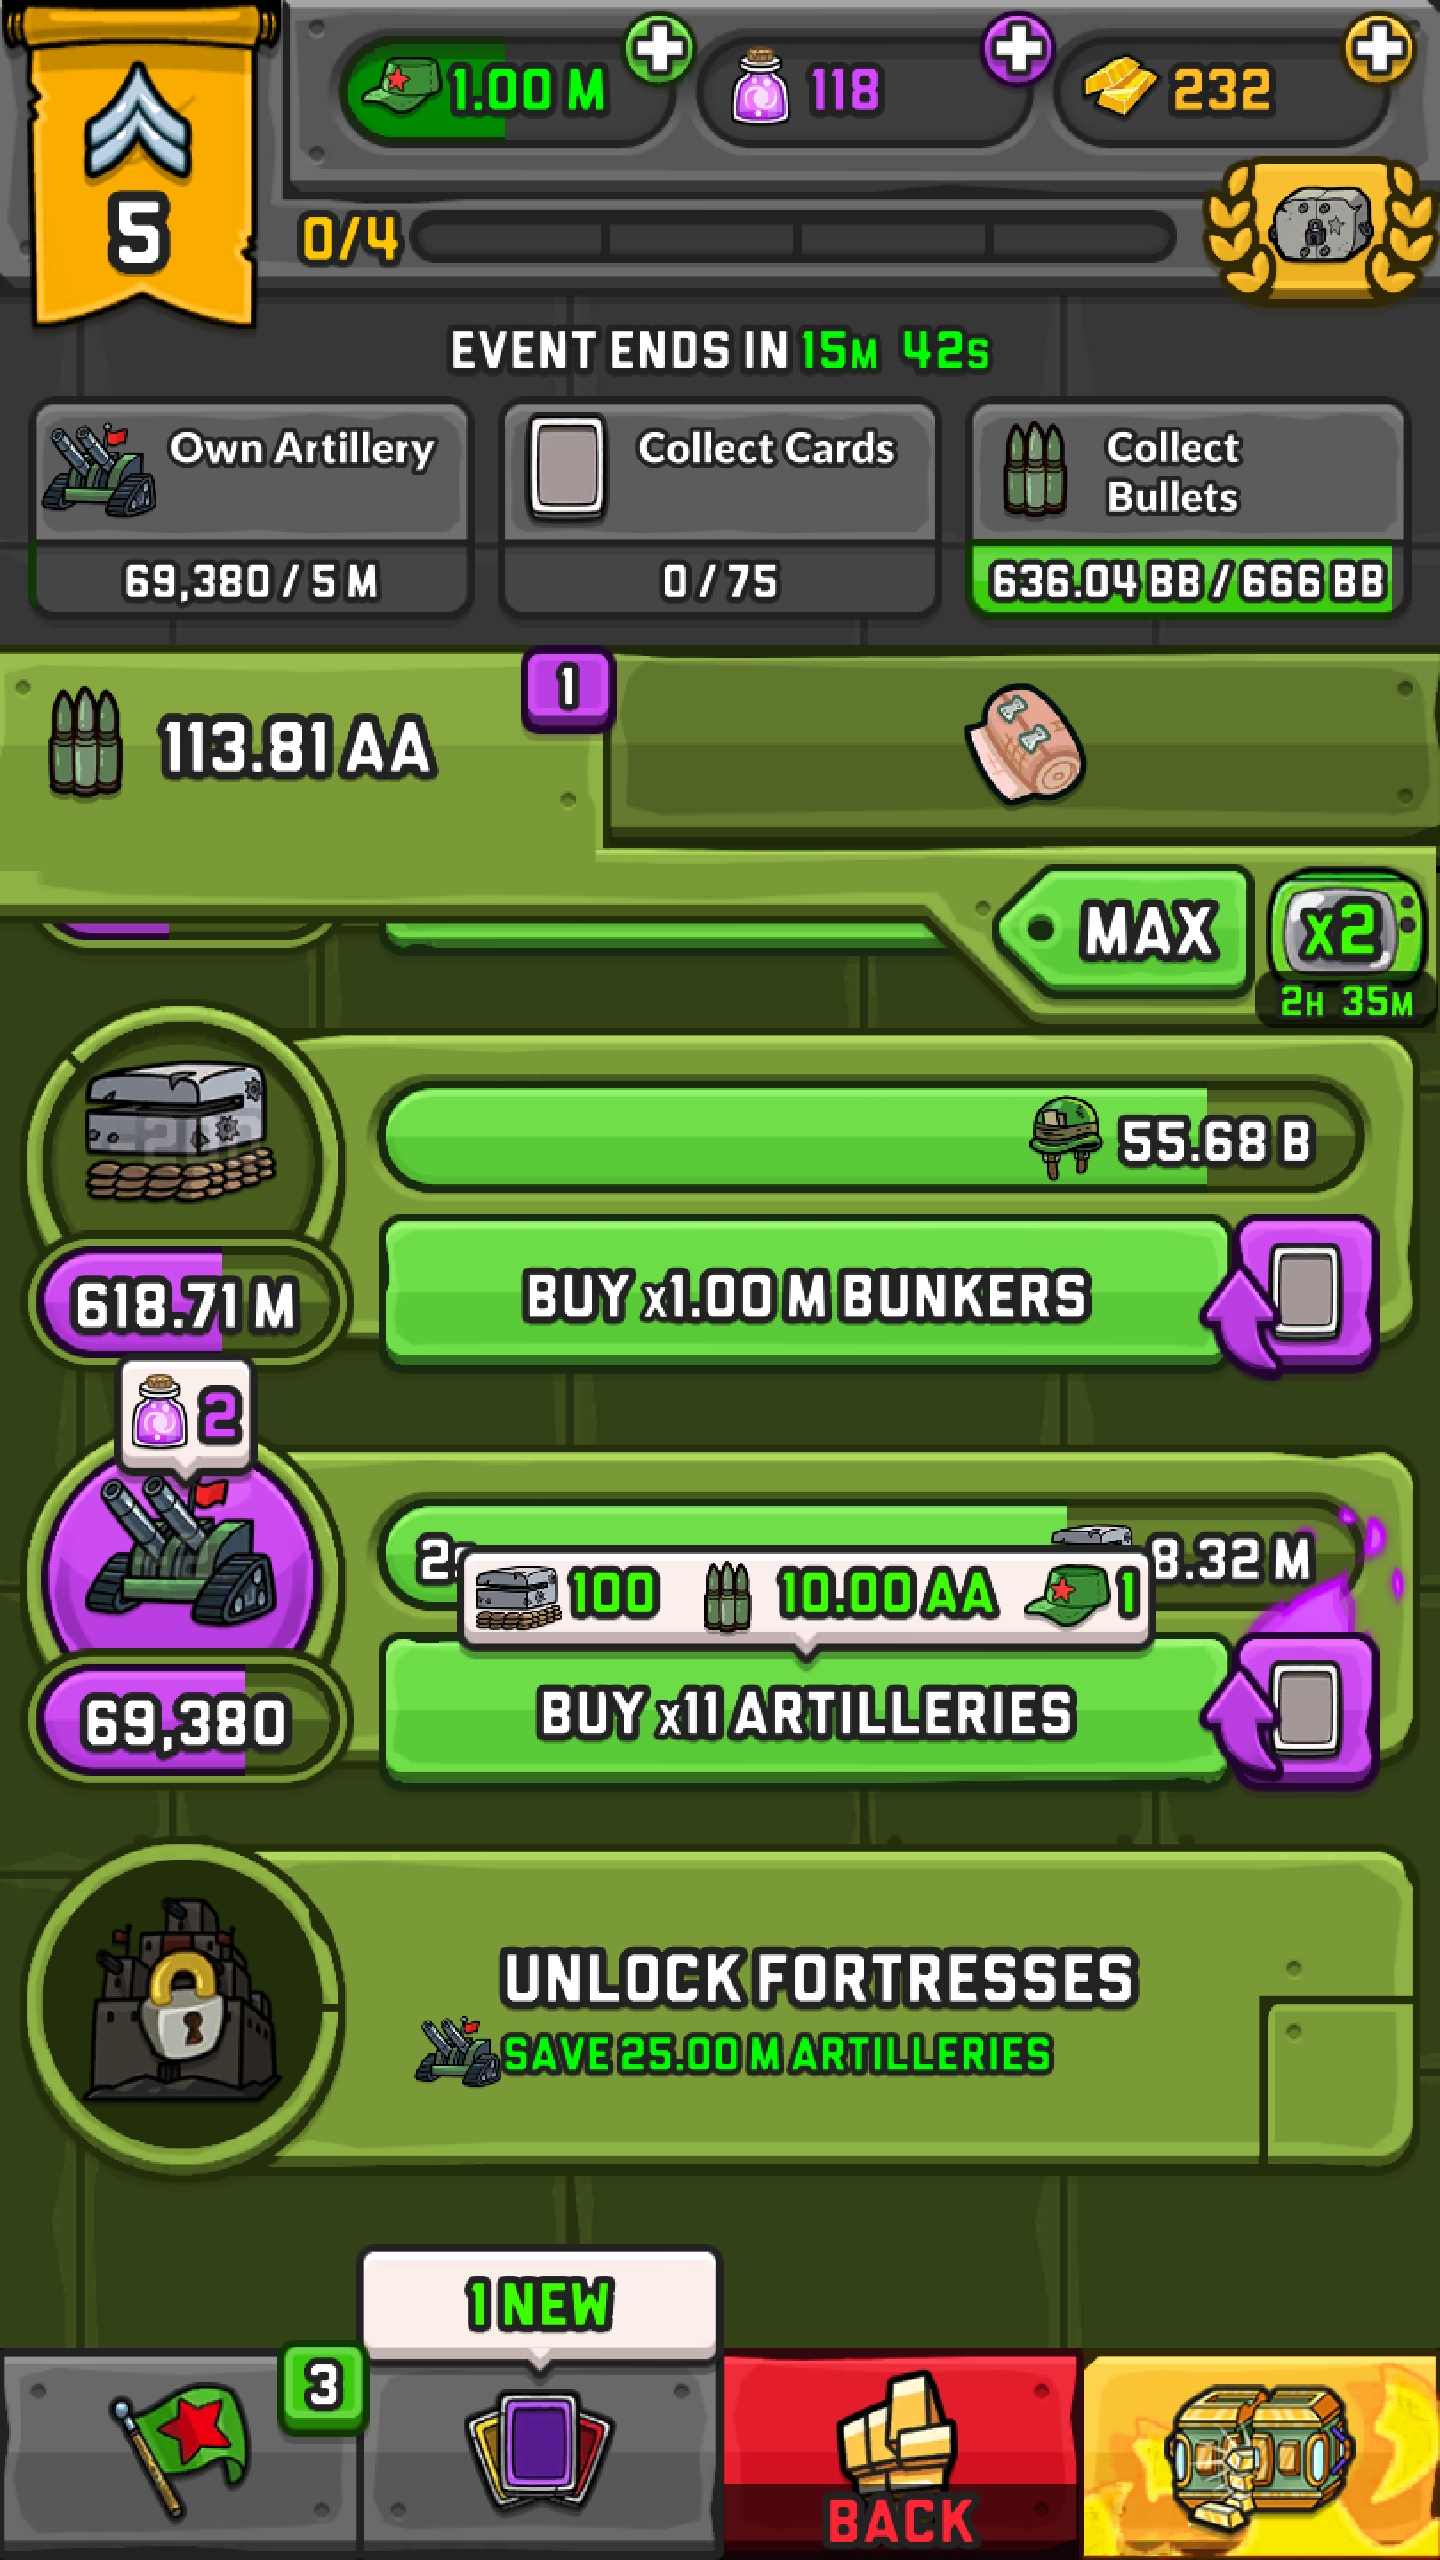 1.00 M
118
232
5
0/4
EVENT ENDS IN 15M 42S
Own Artillery
69,380 / 5 M
Collect Cards
0 / 75
Collect
Bullets
636.04 BB / 666 BB
113.81 AA
1
MAX
x2
2H 35M
55.68 B
618.71 M
BUY x1.00 M BUNKERS
2
8.32 M
100
10.00 AA
1
69,380
BUY x11 ARTILLERIES
UNLOCK FORTRESSES
SAVE 25.00 M ARTILLERIES
1 NEW
3
BACK